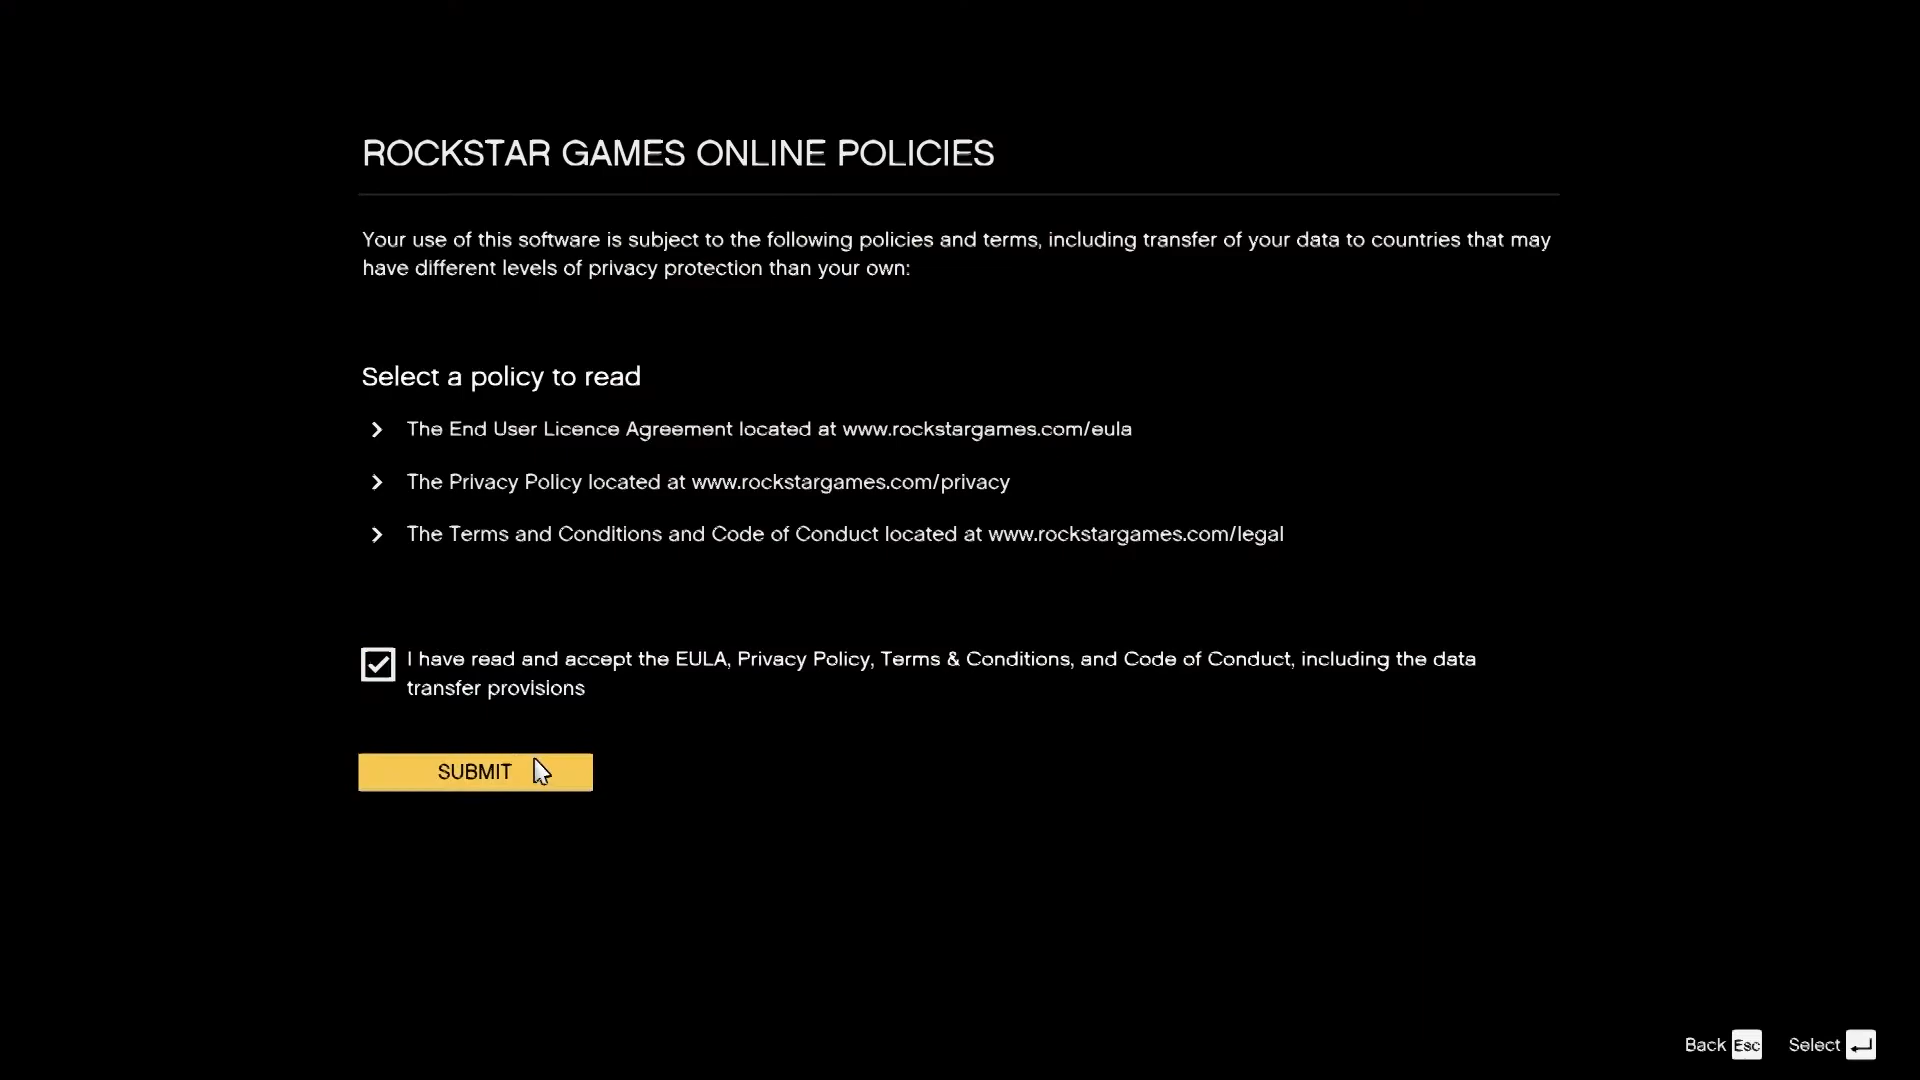 ROCKSTAR GAMES ONLINE POLICIES
Your use of this software is subject to the following policies and terms, including transfer of your data to countries that may
have different levels of privacy protection than your own:
Select a policy to read
The End User Licence Agreement located at www.rockstargames.com/eula
The Privacy Policy located at www.rockstargames.com/privacy
The Terms and Conditions and Code of Conduct located at www.rockstargames.com/legal
I have read and accept the EULA, Privacy Policy, Terms & Conditions, and Code of Conduct, including the data
transfer provisions
SUBMIT
Back Esc Select